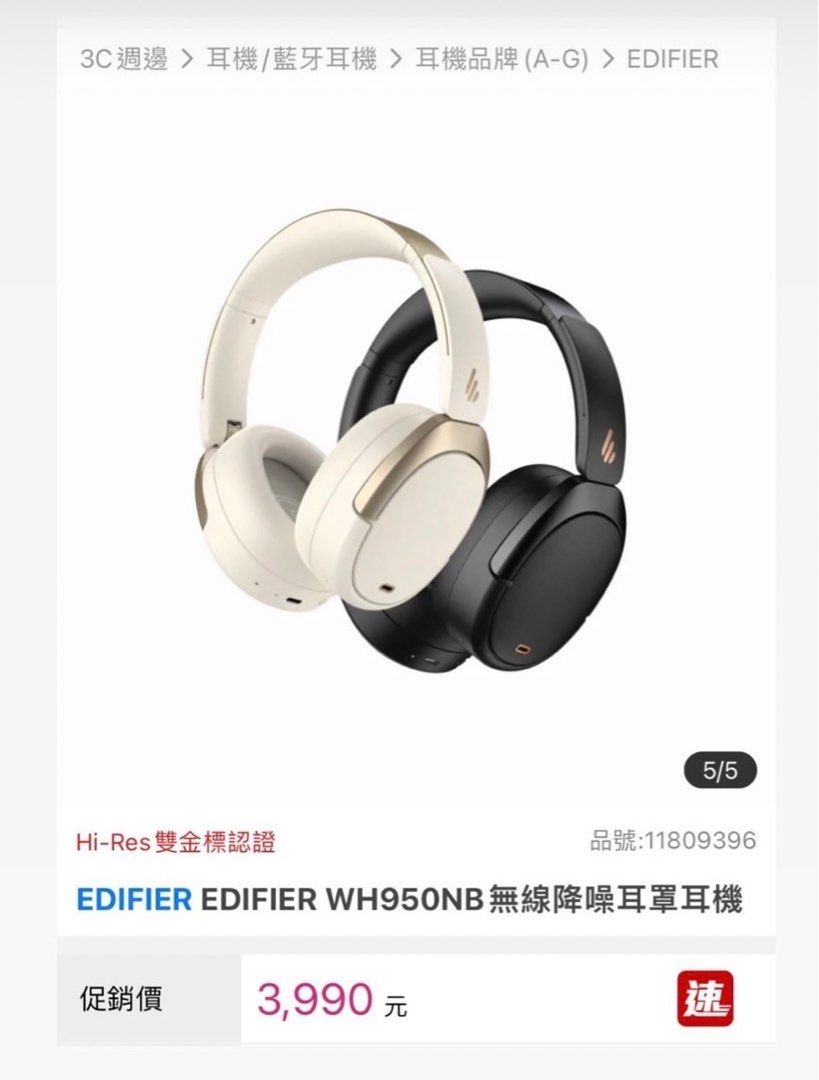 3C週邊 > 耳機/藍牙耳機 > 耳機品牌(A-G) > EDIFIER
5/5
Hi-Res雙金標認證
品號:11809396
EDIFIER EDIFIER WH950NB無線降噪耳罩耳機
促銷價
3,990 元
速